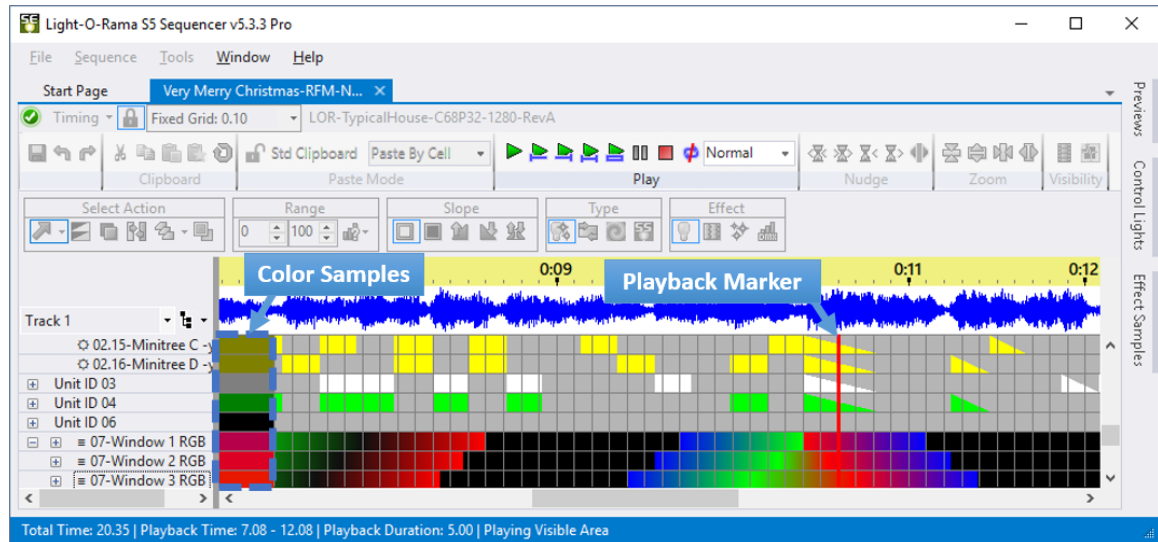 Light-O-Rama S5 Sequencer v5.3.3 Pro
File Sequence Tools Window Help
Start Page Very Merry Christmas-RFM-N...
Timing Fixed Grid: 0.10 LOR-TypicalHouse-C68P32-1280-RevA
Std Clipboard Paste By Cell Normal
Clipboard Paste Mode Play Nudge Zoom Visibility
Select Action Range Slope Type Effect
0 100
Color Samples 0:09 Playback Marker 0:11 0:12
Track 1
02.15-Minitree C -y
02.16-Minitree D -y
Unit ID 03
Unit ID 04
Unit ID 06
07-Window 1 RGB
07-Window 2 RGB
07-Window 3 RGB
Total Time: 20.35 | Playback Time: 7.08 - 12.08 | Playback Duration: 5.00 | Playing Visible Area
Previews
Control Lights
Effect Samples